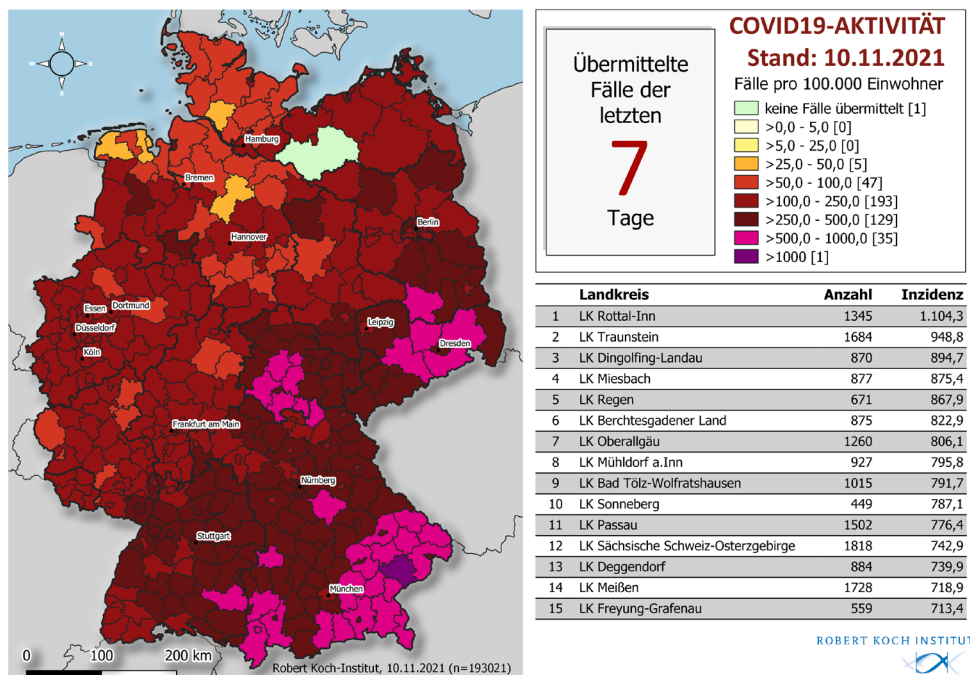 COVID19-AKTIVITÄT
Stand: 10.11.2021
Übermittelte
Fälle der
letzten
7
Tage
Fälle pro 100.000 Einwohner
keine Fälle übermittelt [1]
>0,0 - 5,0 [0]
>5,0 - 25,0 [0]
>25,0 - 50,0 [5]
>50,0 - 100,0 [47]
>100,0 - 250,0 [193]
>250,0 - 500,0 [129]
>500,0 - 1000,0 [35]
>1000 [1]
N
Hamburg
Bremen
Berlin
Hannover
Essen
Dortmund
Düsseldorf
Köln
Leipzig
Dresden
Frankfurt am Main
Nürnberg
Stuttgart
München
0 100 200 km
Robert Koch-Institut, 10.11.2021 (n=193021)
Landkreis Anzahl Inzidenz
1 LK Rottal-Inn 1345 1.104,3
2 LK Traunstein 1684 948,8
3 LK Dingolfing-Landau 870 894,7
4 LK Miesbach 877 875,4
5 LK Regen 671 867,9
6 LK Berchtesgadener Land 875 822,9
7 LK Oberallgäu 1260 806,1
8 LK Mühldorf a.Inn 927 795,8
9 LK Bad Tölz-Wolfratshausen 1015 791,7
10 LK Sonneberg 449 787,1
11 LK Passau 1502 776,4
12 LK Sächsische Schweiz-Osterzgebirge 1818 742,9
13 LK Deggendorf 884 739,9
14 LK Meißen 1728 718,9
15 LK Freyung-Grafenau 559 713,4
ROBERT KOCH INSTITUT